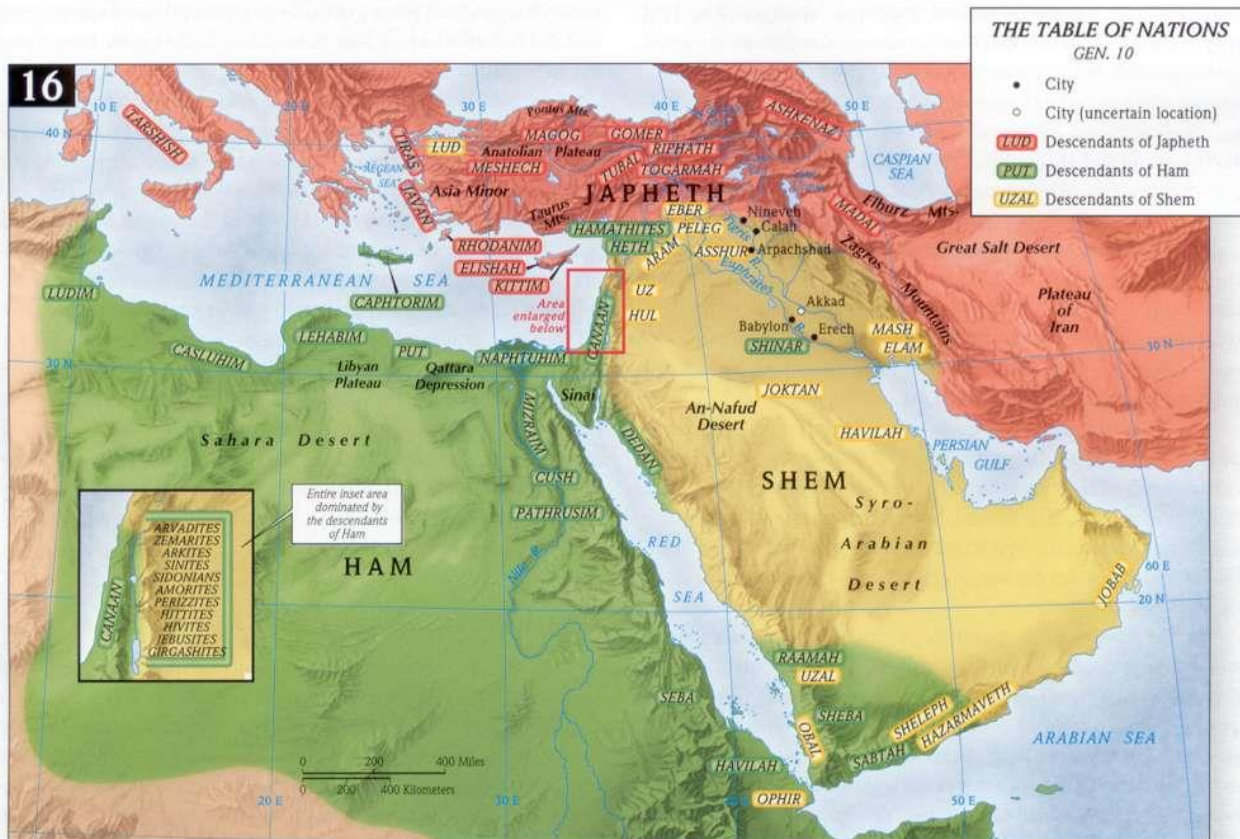 THE TABLE OF NATIONS
GEN. 10
City
City (uncertain location)
LUD Descendants of Japheth
PUT Descendants of Ham
UZAL Descendants of Shem
16
10 E
20 E
30 E
40 E
50 E
40 N
40 N
TARSHISH
TIRAS
LUD
Pontus Mts.
MAGOG
GOMER
ASHKENAZ
Anatolian Plateau
RIPHATH
MESHECH
TUBAL
TOGARMAH
AEGEAN
SEA
CASPIAN
SEA
JAVAN
Asia Minor
JAPHETH
Taurus
Mts.
EBER
Nineveh
MADAI
Elburz Mts.
HAMATHITES
PELEG
Tigris
Calah
RHODANIM
HETH
ARAM
ASSHUR
Arpachshad
Zagros
Mountains
Great Salt Desert
ELISHAH
KITTIM
Euphrates
R.
MEDITERRANEAN SEA
CAPHTORIM
UZ
HUL
Area
enlarged
below
CANAAN
Akkad
Babylon
Erech
SHINAR
MASH
ELAM
Plateau
of
Iran
LUDIM
LEHABIM
CASLUHIM
PUT
NAPHTUHIM
30 N
30 N
Libyan
Plateau
Qattara
Depression
Sinai
JOKTAN
An-Nafud
Desert
HAVILAH
PERSIAN
GULF
Sahara Desert
MIZRAIM
DEDAN
CUSH
SHEM
PATHRUSIM
Syro-
Arabian
Desert
Entire inset area
dominated by
the descendants
of Ham
ARVADITES
ZEMARITES
ARKITES
SINITES
SIDONIANS
AMORITES
PERIZZITES
HITTITES
HIVITES
JEBUSITES
GIRGASHITES
CANAAN
HAM
Nile R.
RED
SEA
60 E
20 N
JOBAB
RAAMAH
UZAL
SEBA
SHEBA
OBAL
SHELEPH
HAZARMAVETH
SABTAH
ARABIAN SEA
HAVILAH
OPHIR
0 200 400 Miles
0 200 400 Kilometers
20 E
30 E
50 E